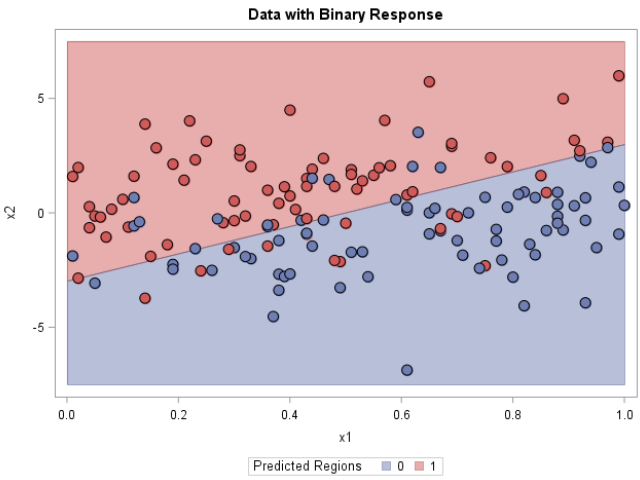 Data with Binary Response
5
0
-5
x2
0.0 0.2 0.4 0.6 0.8 1.0
x1
Predicted Regions 0 1